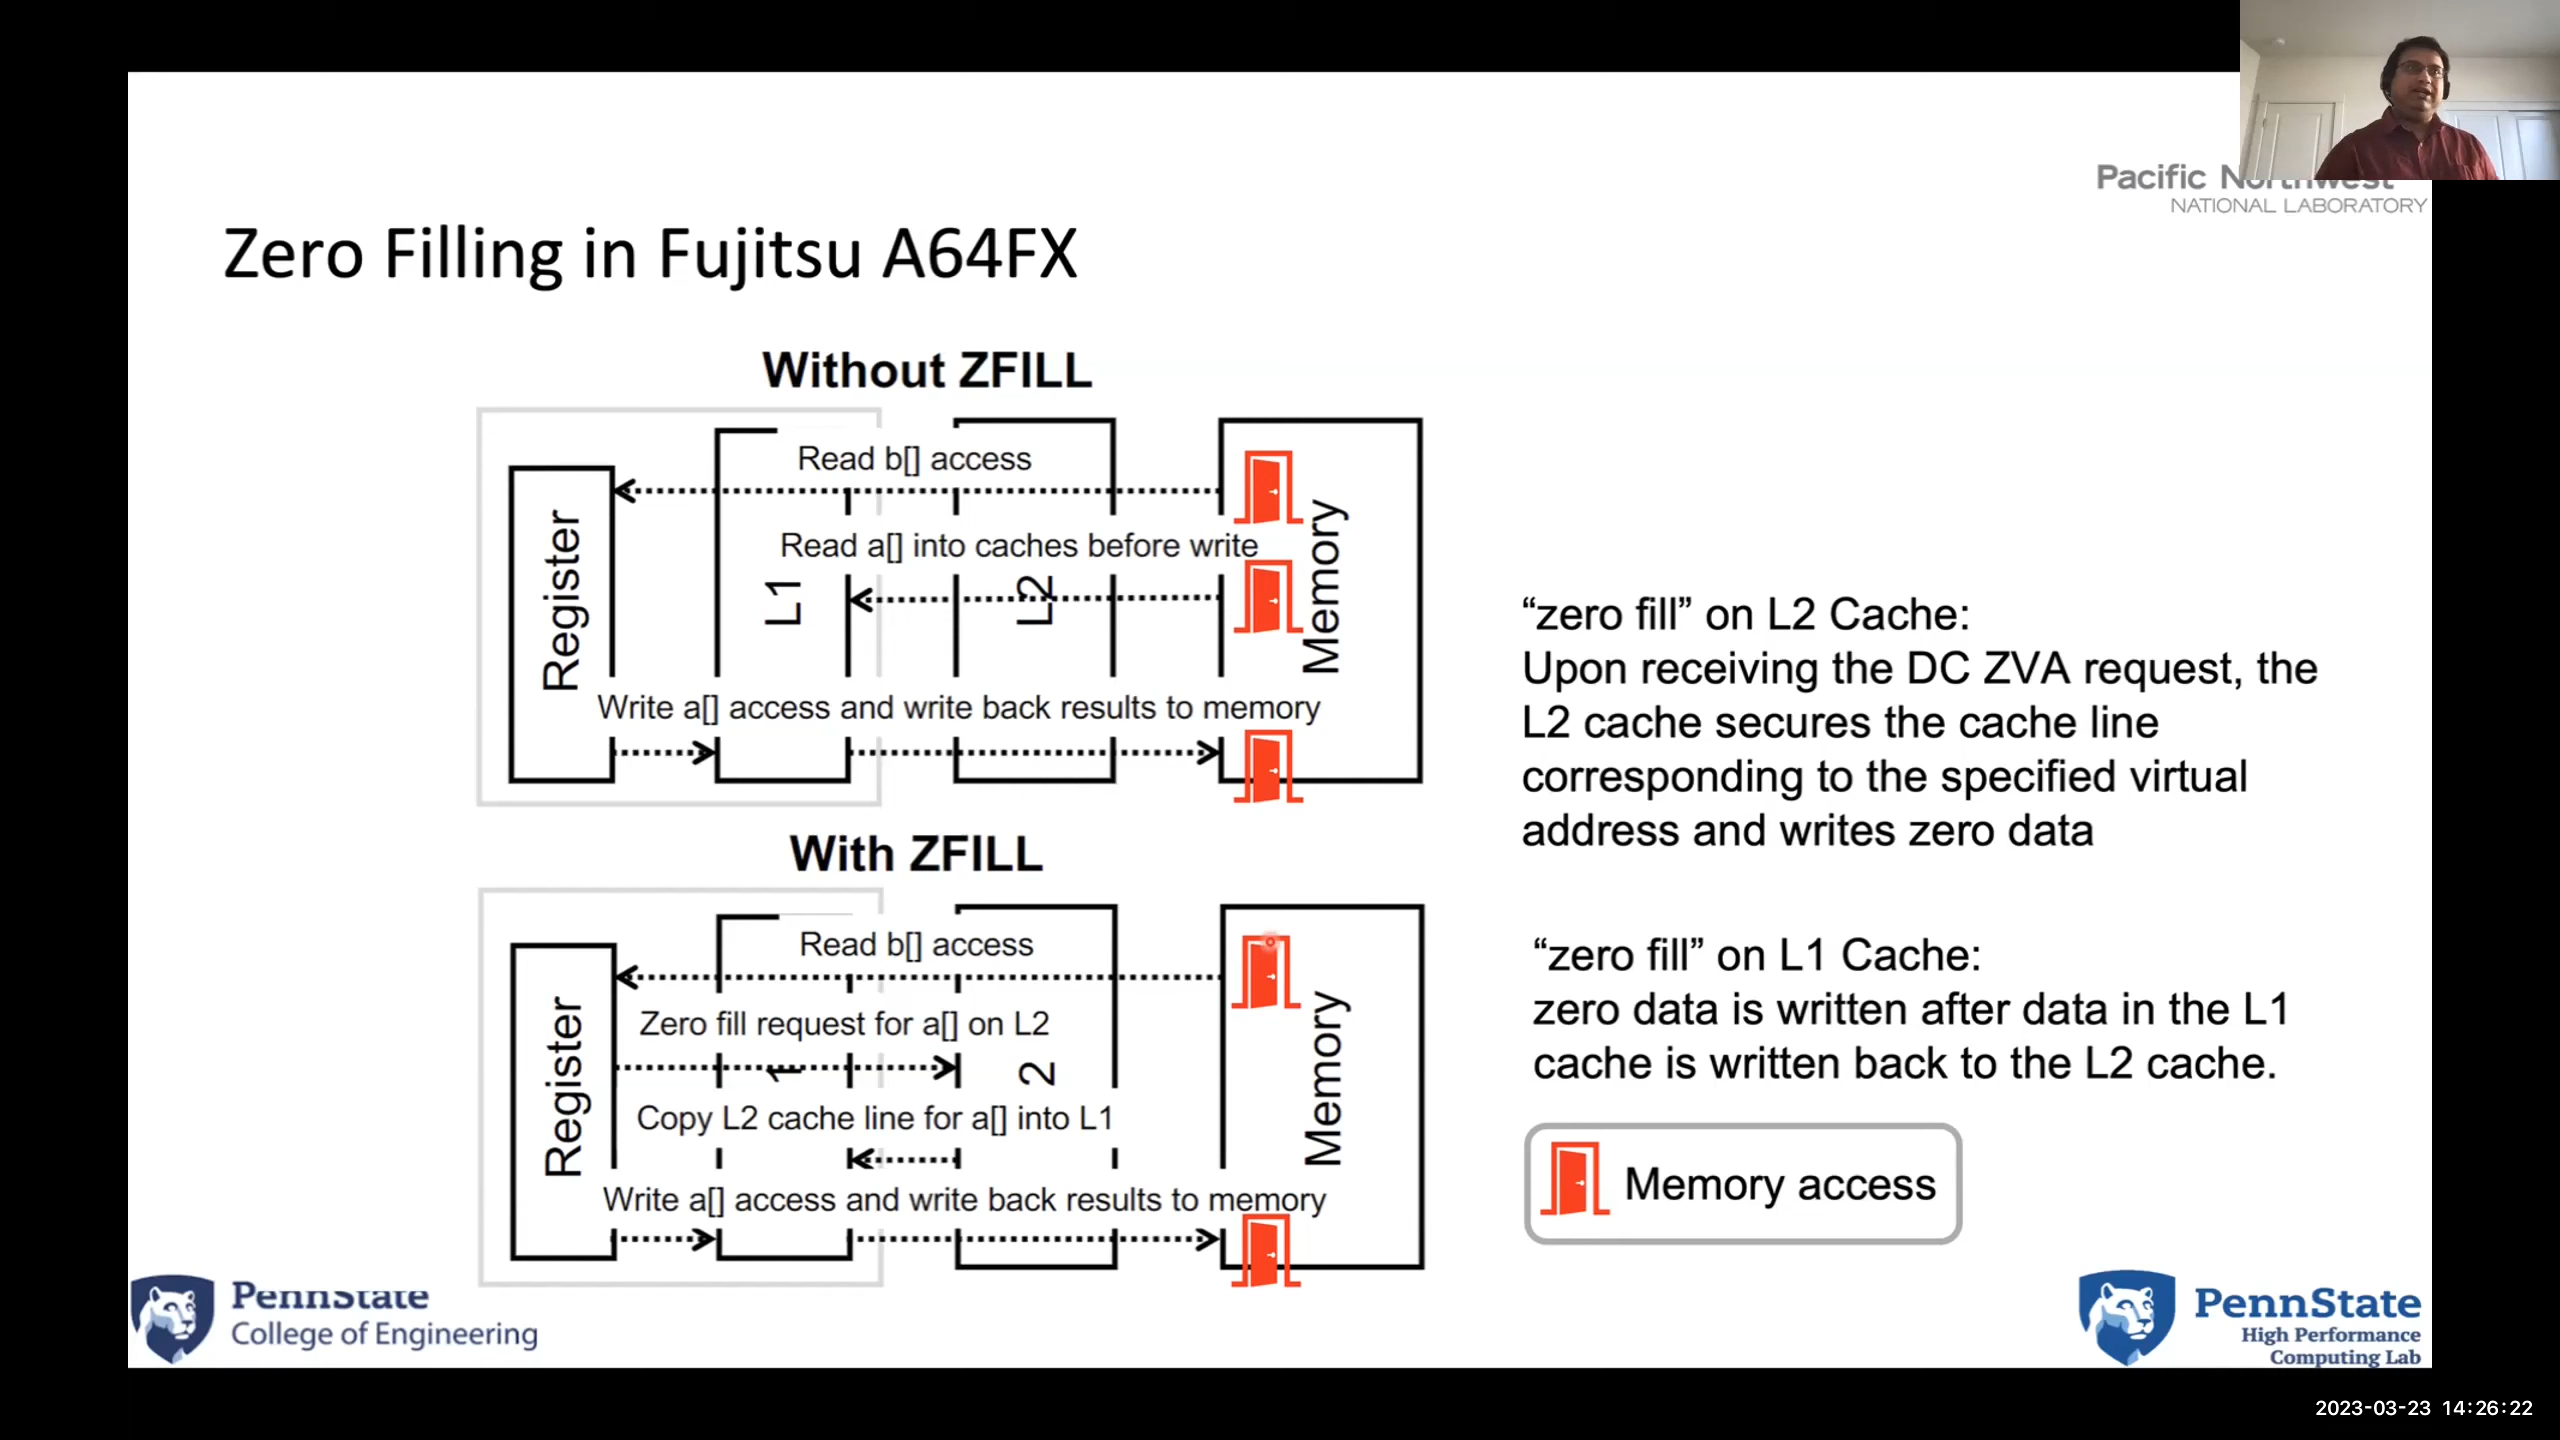 Pacific Northwest
NATIONAL LABORATORY
Zero Filling in Fujitsu A64FX
Without ZFILL
Read b[] access
Read a[] into caches before write
Register
L1
L2
Memory
Write a[] access and write back results to memory
With ZFILL
Read b[] access
Zero fill request for a[] on L2
Register
1
2
Memory
Copy L2 cache line for a[] into L1
Write a[] access and write back results to memory
“zero fill” on L2 Cache:
Upon receiving the DC ZVA request, the
L2 cache secures the cache line
corresponding to the specified virtual
address and writes zero data
“zero fill” on L1 Cache:
zero data is written after data in the L1
cache is written back to the L2 cache.
Memory access
PennState
College of Engineering
PennState
High Performance
Computing Lab
2023-03-23 14:26:22